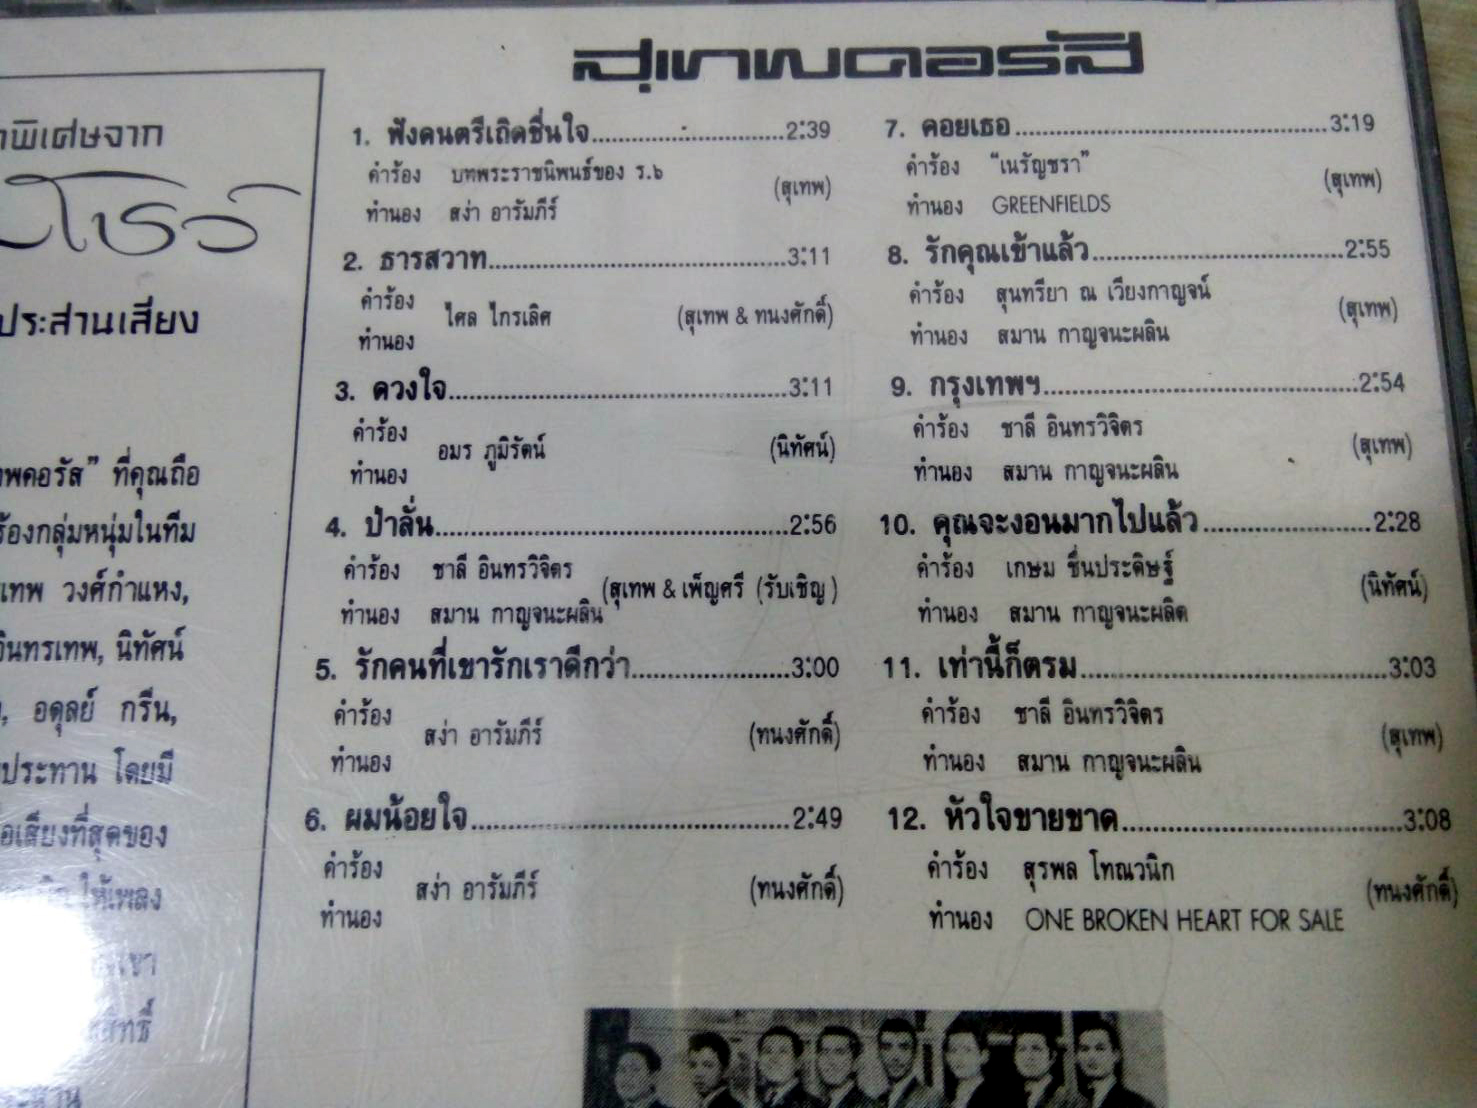 สุเทพคอรัส
พิเศษจาก
ประสานเสียง
พคอรัส” ที่คุณถือ
ร้องกลุ่มหนุ่มในทีม
เทพ วงศ์กำแหง,
อินทรเทพ, นิทัศน์
อดุลย์ กรีน,
ประทาน โดยมี
เสียงที่สุดของ
ให้เพลง
เขา
1. ฟังดนตรีเถิดชื่นใจ 2:39
คำร้อง บทพระราชนิพนธ์ของ ร.๖
(สุเทพ)
ทำนอง สง่า อารัมภีร์
2. ธารสวาท 3:11
คำร้อง
ไศล ไกรเลิศ (สุเทพ & ทนงศักดิ์)
ทำนอง
3. ดวงใจ 3:11
คำร้อง
อมร ภูมิรัตน์ (นิทัศน์)
ทำนอง
4. ป่าลั่น 2:56
คำร้อง ชาลี อินทรวิจิตร
(สุเทพ & เพ็ญศรี (รับเชิญ)
ทำนอง สมาน กาญจนะผลิน
5. รักคนที่เขารักเราดีกว่า 3:00
คำร้อง
สง่า อารัมภีร์ (ทนงศักดิ์)
ทำนอง
6. ผมน้อยใจ 2:49
คำร้อง
สง่า อารัมภีร์ (ทนงศักดิ์)
ทำนอง
7. คอยเธอ 3:19
คำร้อง “เนรัญชรา”
(สุเทพ)
ทำนอง GREENFIELDS
8. รักคุณเข้าแล้ว 2:55
คำร้อง สุนทรียา ณ เวียงกาญจน์
(สุเทพ)
ทำนอง สมาน กาญจนะผลิน
9. กรุงเทพฯ 2:54
คำร้อง ชาลี อินทรวิจิตร
(สุเทพ)
ทำนอง สมาน กาญจนะผลิน
10. คุณจะงอนมากไปแล้ว 2:28
คำร้อง เกษม ชื่นประดิษฐ์
(นิทัศน์)
ทำนอง สมาน กาญจนะผลิต
11. เท่านี้ก็ตรม 3:03
คำร้อง ชาลี อินทรวิจิตร
(สุเทพ)
ทำนอง สมาน กาญจนะผลิน
12. หัวใจขายขาด 3:08
คำร้อง สุรพล โทณวนิก
(ทนงศักดิ์)
ทำนอง ONE BROKEN HEART FOR SALE